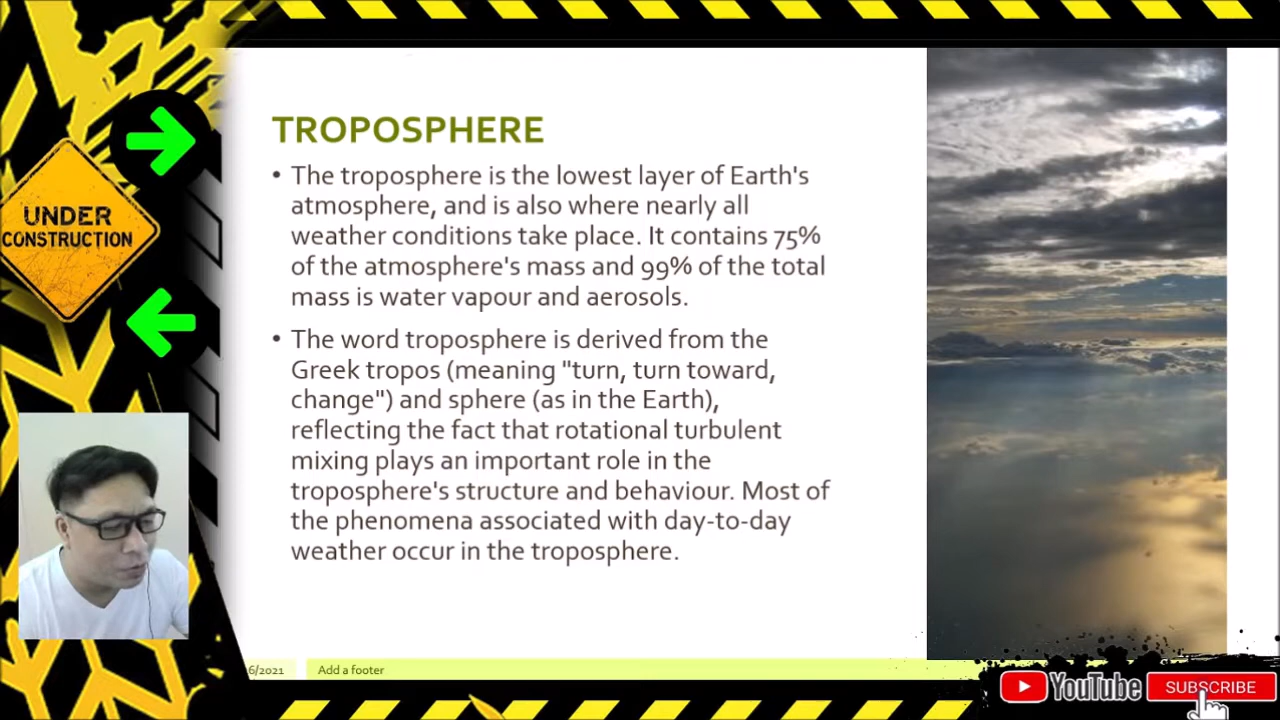 UNDER
CONSTRUCTION
TROPOSPHERE
• The troposphere is the lowest layer of Earth's
atmosphere, and is also where nearly all
weather conditions take place. It contains 75%
of the atmosphere's mass and 99% of the total
mass is water vapour and aerosols.
• The word troposphere is derived from the
Greek tropos (meaning "turn, turn toward,
change") and sphere (as in the Earth),
reflecting the fact that rotational turbulent
mixing plays an important role in the
troposphere's structure and behaviour. Most of
the phenomena associated with day-to-day
weather occur in the troposphere.
6/2021
Add a footer
YouTube
SUBSCRIBE